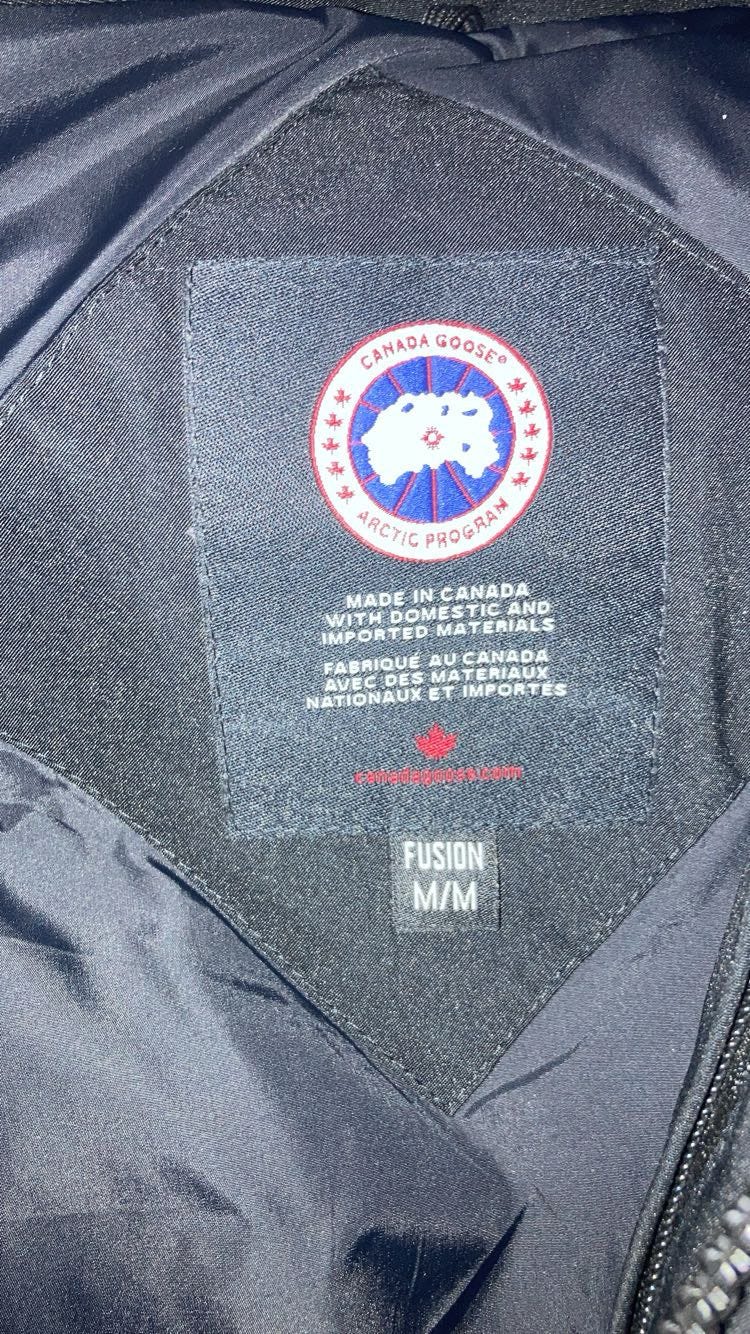 CANADA GOOSE®
ARCTIC PROGRAM
MADE IN CANADA
WITH DOMESTIC AND
IMPORTED MATERIALS
FABRIQUÉ AU CANADA
AVEC DES MATERIAUX
NATIONAUX ET IMPORTÉS
canadagoose.com
FUSION
M/M